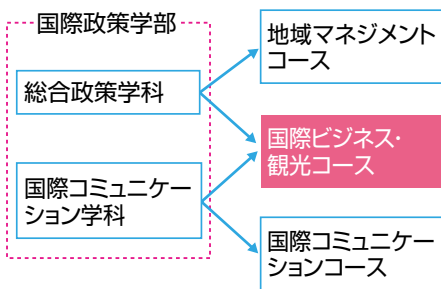 国際政策学部
総合政策学科
国際コミュニケー
ション学科
地域マネジメント
コース
国際ビジネス・
観光コース
国際コミュニケー
ションコース